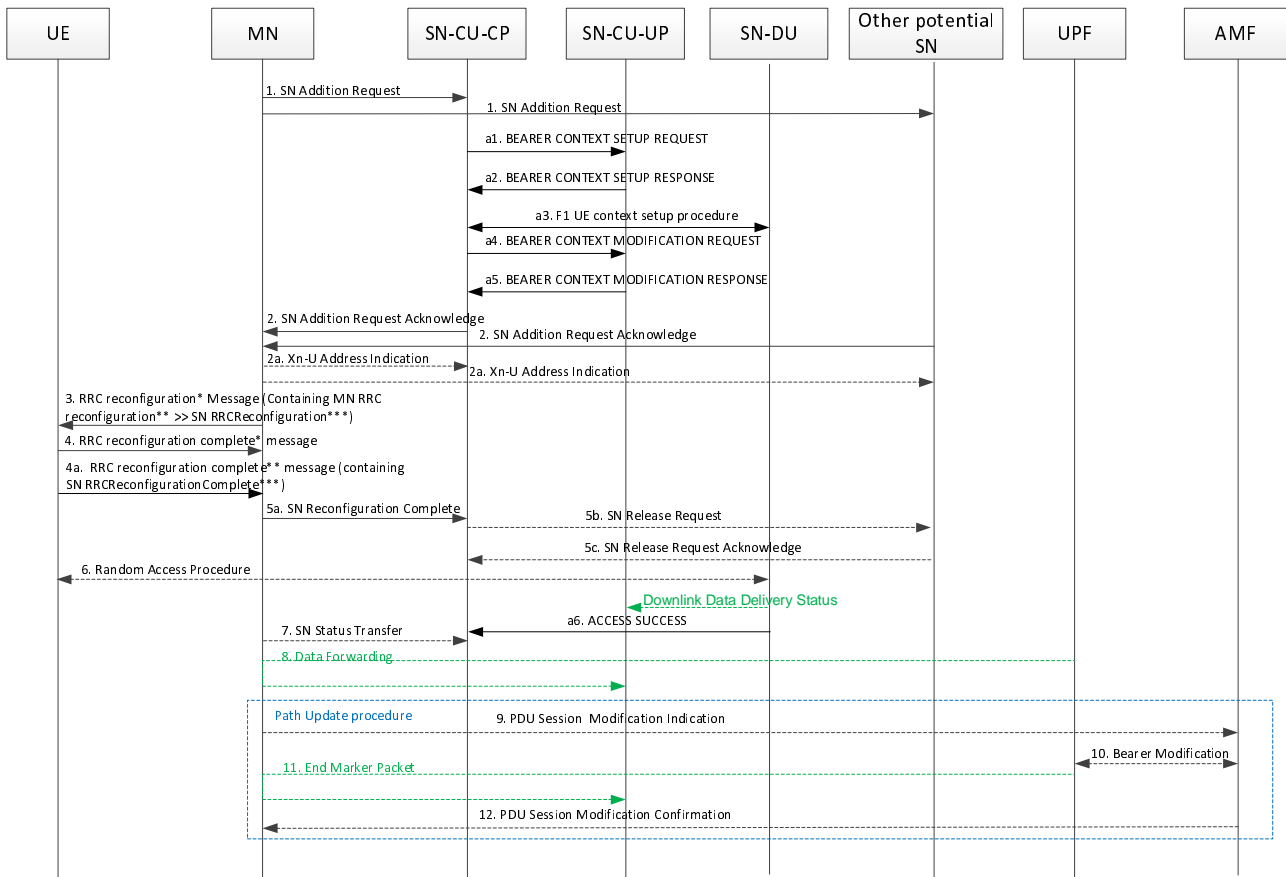 UE
MN
SN-CU-CP
SN-CU-UP
SN-DU
Other potential
SN
UPF
AMF
1. SN Addition Request
1. SN Addition Request
a1. BEARER CONTEXT SETUP REQUEST
a2. BEARER CONTEXT SETUP RESPONSE
a3. F1 UE context setup procedure
a4. BEARER CONTEXT MODIFICATION REQUEST
a5. BEARER CONTEXT MODIFICATION RESPONSE
2. SN Addition Request Acknowledge
2. SN Addition Request Acknowledge
2a. Xn-U Address Indication
2a. Xn-U Address Indication
3. RRC reconfiguration* Message (Containing MN RRC
reconfiguration** >> SN RRCReconfiguration***)
4. RRC reconfiguration complete* message
4a. RRC reconfiguration complete** message (containing
SN RRCReconfigurationComplete***)
5a. SN Reconfiguration Complete
5b. SN Release Request
5c. SN Release Request Acknowledge
6. Random Access Procedure
Downlink Data Delivery Status
a6. ACCESS SUCCESS
7. SN Status Transfer
8. Data Forwarding
Path Update procedure
9. PDU Session Modification Indication
10. Bearer Modification
11. End Marker Packet
12. PDU Session Modification Confirmation